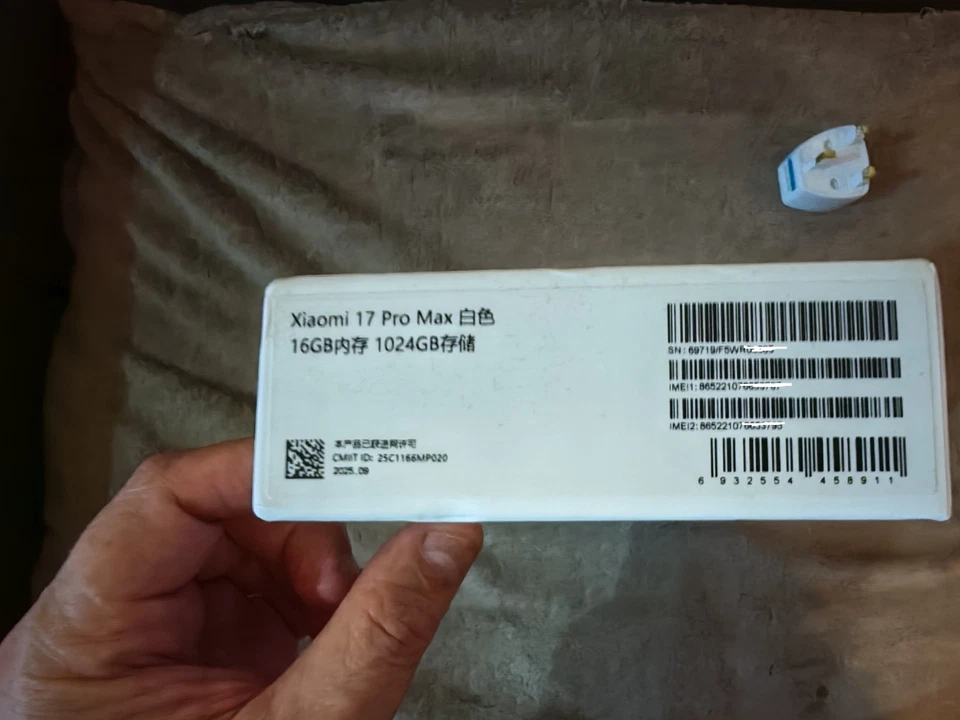 Xiaomi 17 Pro Max 白色
16GB内存 1024GB存储
本产品已获进网许可
CMIIT ID: 25C1166MP020
2025.09
SN: 69719/F5WR
IMEI1: 86522107
IMEI2: 86522107
6 932554 458911